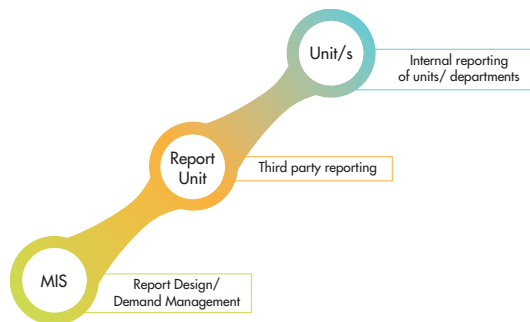 Unit/s
Internal reporting
of units/ departments
Report
Unit
Third party reporting
MIS
Report Design/
Demand Management